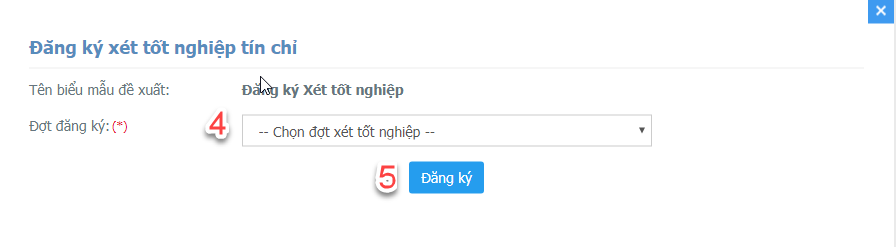 ×
Đăng ký xét tốt nghiệp tín chỉ
Tên biểu mẫu đề xuất: Đăng ký Xét tốt nghiệp
Đợt đăng ký: (*) 4 -- Chọn đợt xét tốt nghiệp --
5 Đăng ký